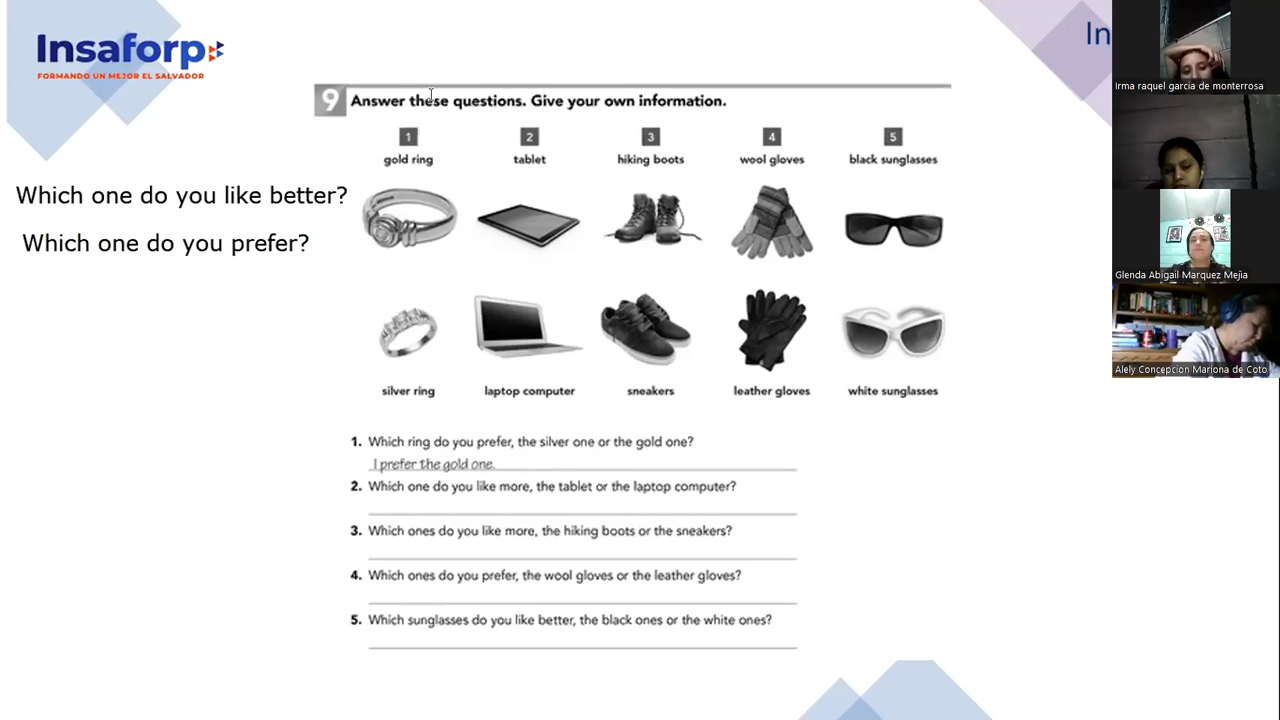 Insaforp
FORMANDO UN MEJOR EL SALVADOR
In
9 Answer these questions. Give your own information.
1 2 3 4 5
gold ring tablet hiking boots wool gloves black sunglasses
Which one do you like better?
Which one do you prefer?
silver ring laptop computer sneakers leather gloves white sunglasses
1. Which ring do you prefer, the silver one or the gold one?
I prefer the gold one.
2. Which one do you like more, the tablet or the laptop computer?
3. Which ones do you like more, the hiking boots or the sneakers?
4. Which ones do you prefer, the wool gloves or the leather gloves?
5. Which sunglasses do you like better, the black ones or the white ones?
Irma raquel garcia de monterrosa
Glenda Abigail Marquez Mejia
Alely Concepcion Mariona de Coto